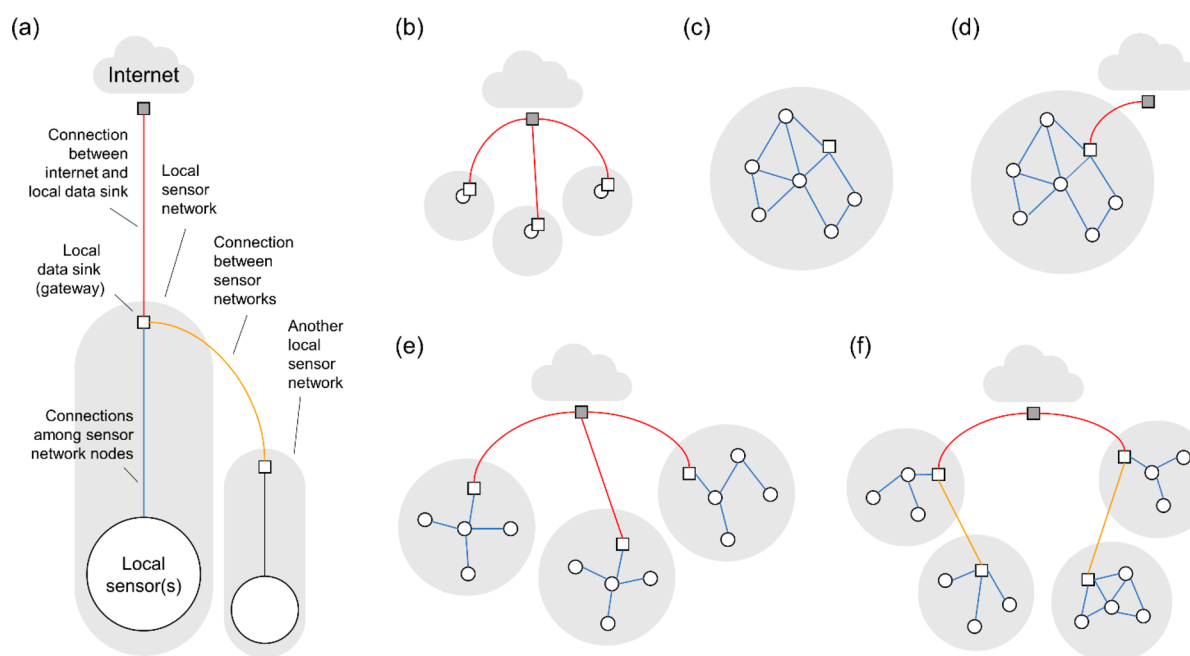 (a)
Internet
Connection
between
internet and
local data sink
Local
sensor
network
Local
data sink
(gateway)
Connection
between
sensor
networks
Another
local
sensor
network
Connections
among sensor
network nodes
Local
sensor(s)
(b)
(c)
(d)
(e)
(f)